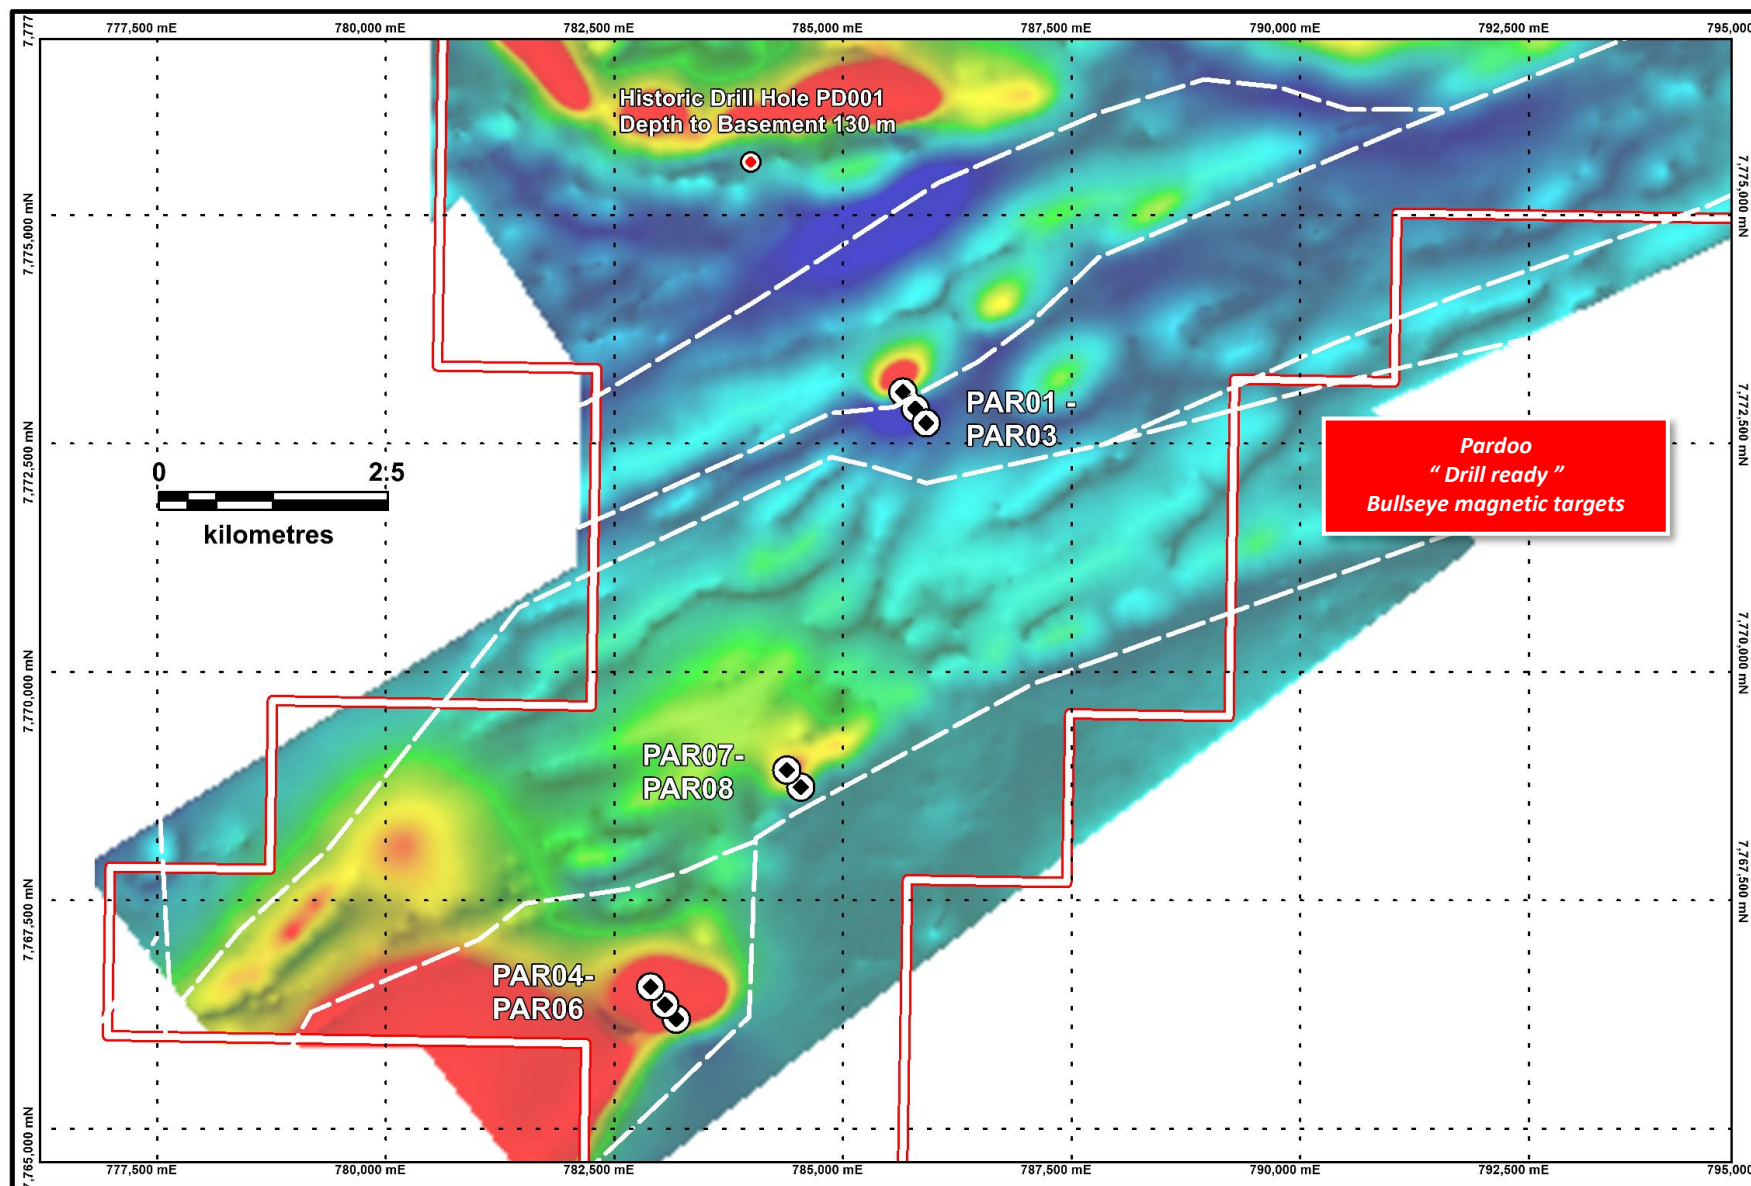 777,500 mE 780,000 mE 782,500 mE 785,000 mE 787,500 mE 790,000 mE 792,500 mE 795,000
7,777
Historic Drill Hole PD001
Depth to Basement 130 m
7,775,000 mN
7,775,000 mN
PAR01 -
PAR03
7,772,500 mN
7,772,500 mN
Pardoo
“ Drill ready ”
Bullseye magnetic targets
0 2.5
kilometres
7,770,000 mN
7,770,000 mN
PAR07-
PAR08
7,767,500 mN
7,767,500 mN
PAR04-
PAR06
7,765,000 mN
777,500 mE 780,000 mE 782,500 mE 785,000 mE 787,500 mE 790,000 mE 792,500 mE 795,000